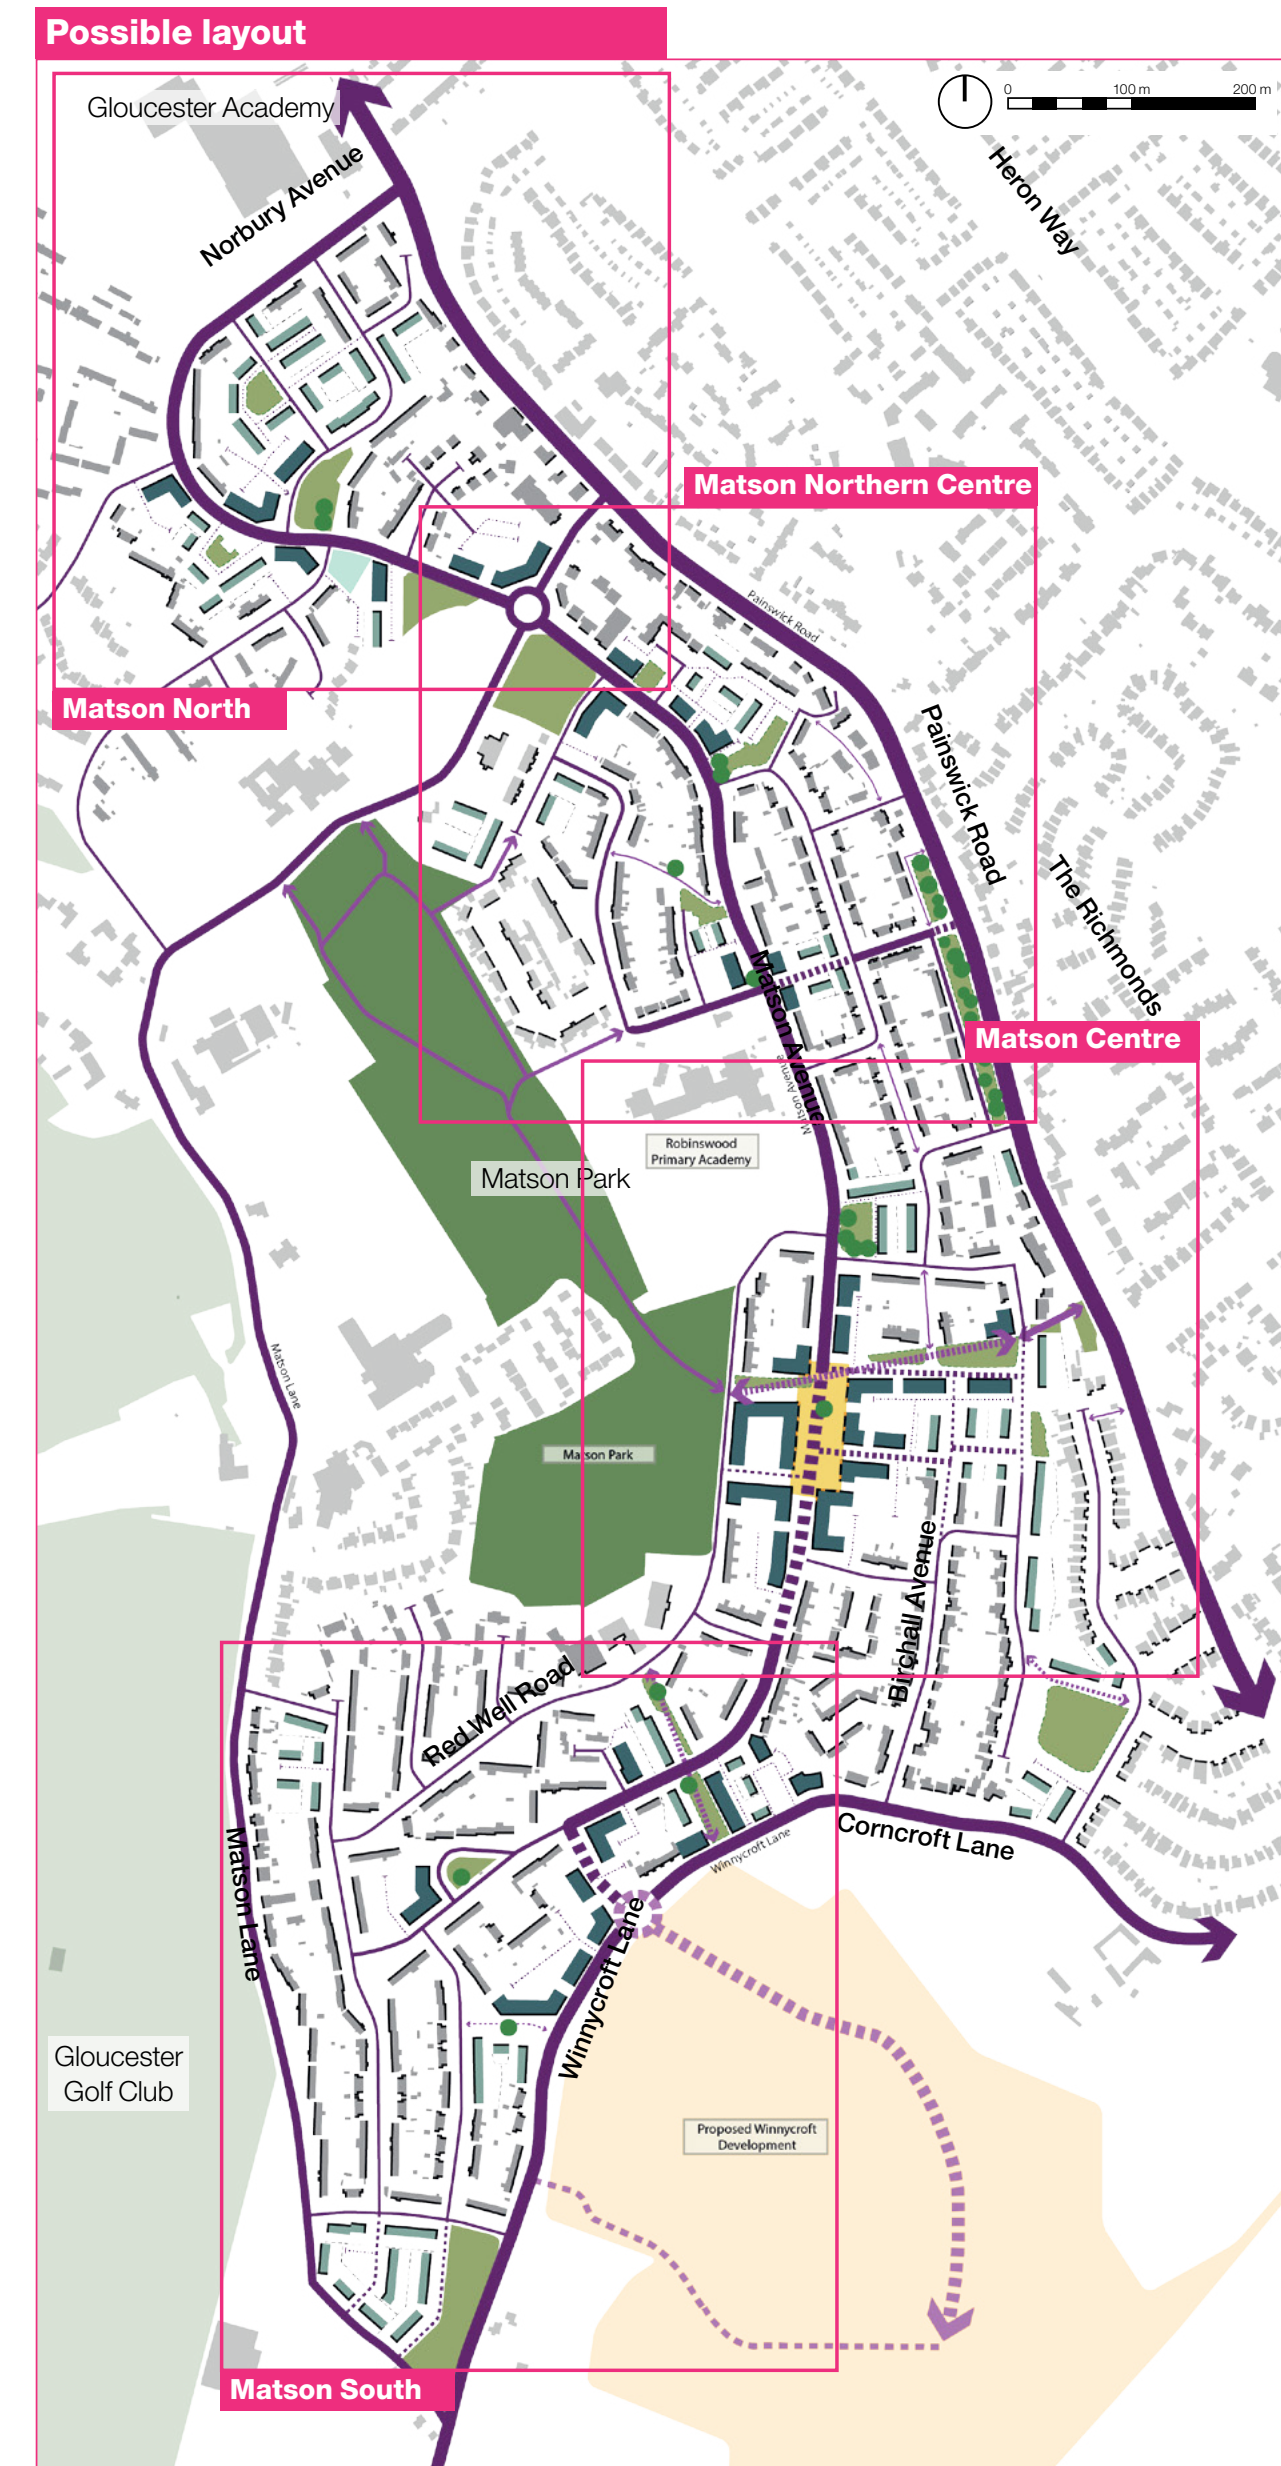 Possible layout
Gloucester Academy
0 100 m 200 m
Norbury Avenue
Heron Way
Matson Northern Centre
Painswick Road
Matson North
Painswick Road
The Richmonds
Matson Avenue
Matson Centre
Matson Avenue
Robinswood
Primary Academy
Matson Park
Matson Lane
Matson Park
Birchall Avenue
Red Well Road
Corncroft Lane
Winnycroft Lane
Matson Lane
Winnycroft Lane
Gloucester
Golf Club
Proposed Winnycroft
Development
Matson South